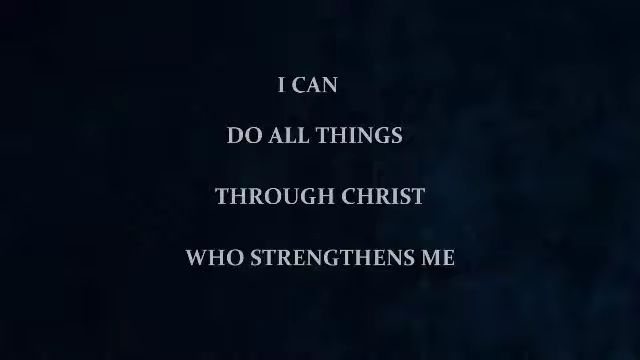 I CAN
DO ALL THINGS
THROUGH CHRIST
WHO STRENGTHENS ME